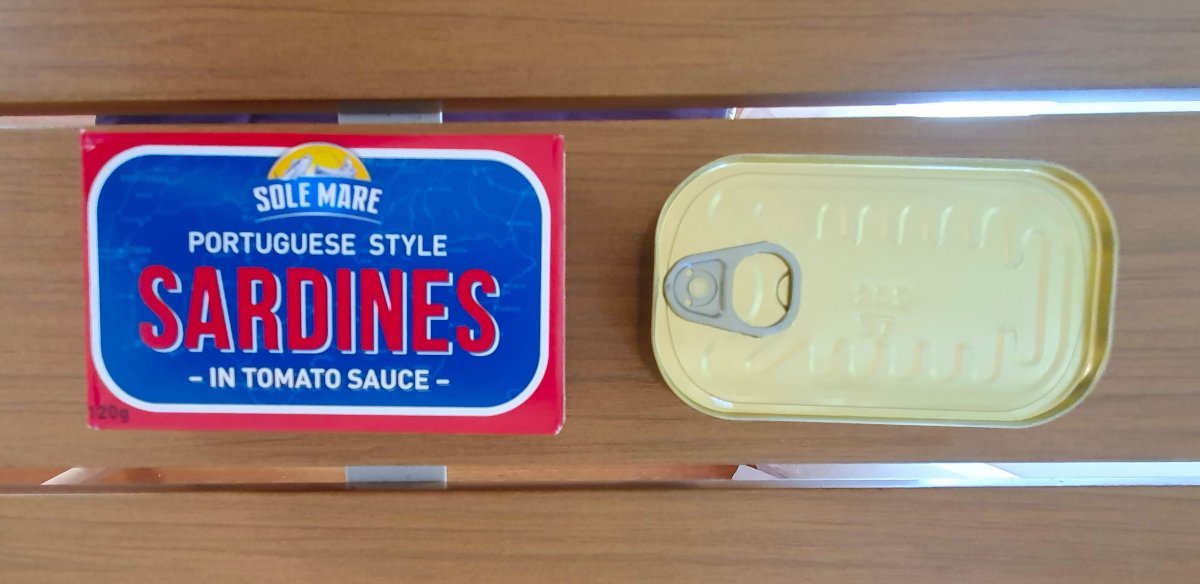 SOLE MARE
PORTUGUESE STYLE
SARDINES
– IN TOMATO SAUCE –
120g